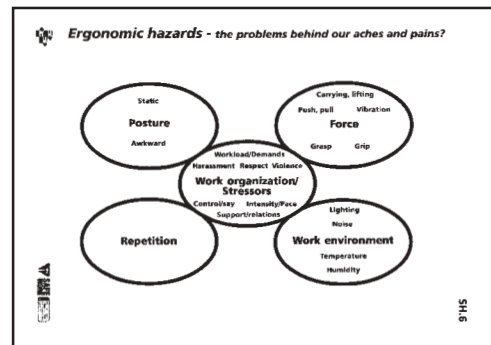 Ergonomic hazards - the problems behind our aches and pains?
Static
Posture
Awkward
Carrying, lifting
Push, pull Vibration
Force
Grasp Grip
Workload/Demands
Harassment Respect Violence
Work organization/
Stressors
Control/say Intensity/Pace
Support/relations
Repetition
Lighting
Noise
Work environment
Temperature
Humidity
SH.6